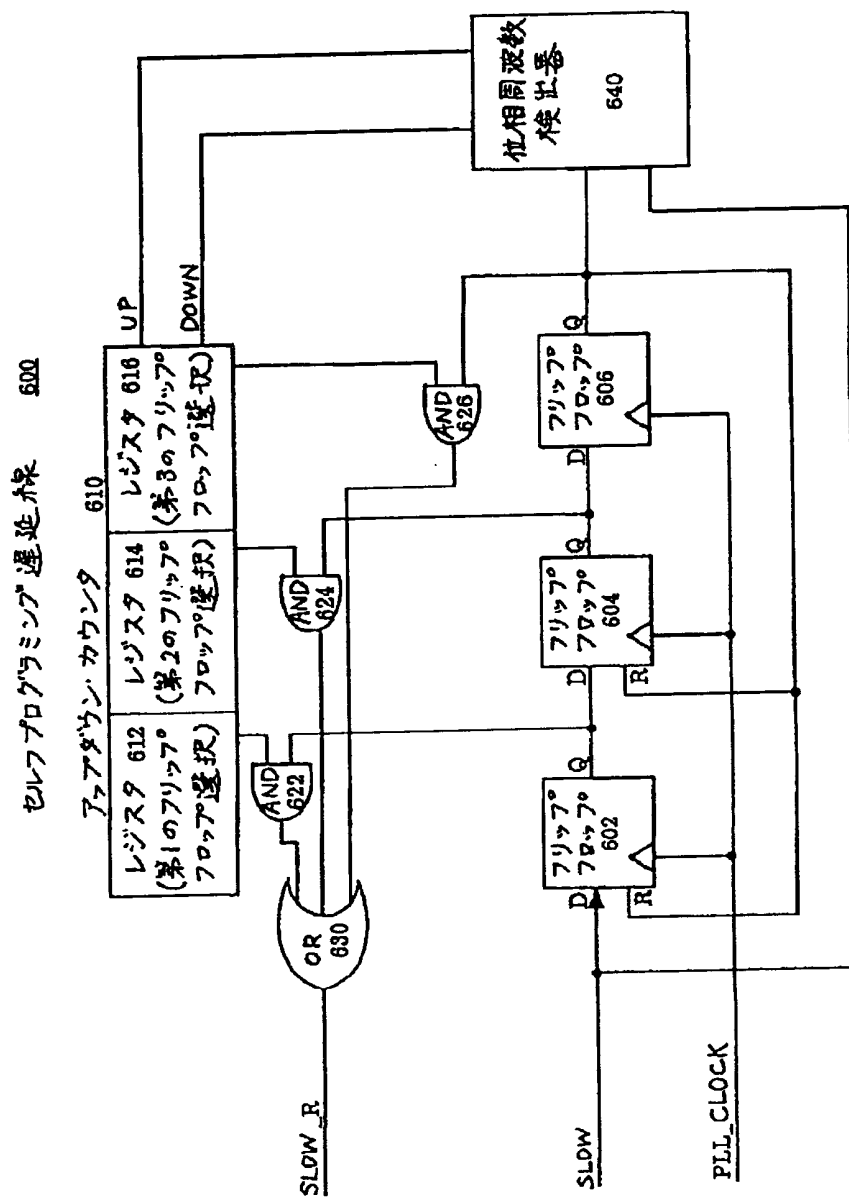 セルフプログラミング遅延線 600
アップダウン・カウンタ 610
レジスタ 612
(第1のフリップ
フロップ選択)
レジスタ 614
(第2のフリップ
フロップ選択)
レジスタ 616
(第3のフリップ
フロップ選択)
UP
DOWN
AND
622
AND
624
AND
626
OR
630
SLOW_R
SLOW
D
Q
R
フリップ
フロップ
602
D
Q
R
フリップ
フロップ
604
D
Q
フリップ
フロップ
606
位相周波数
検出器
640
PLL_CLOCK